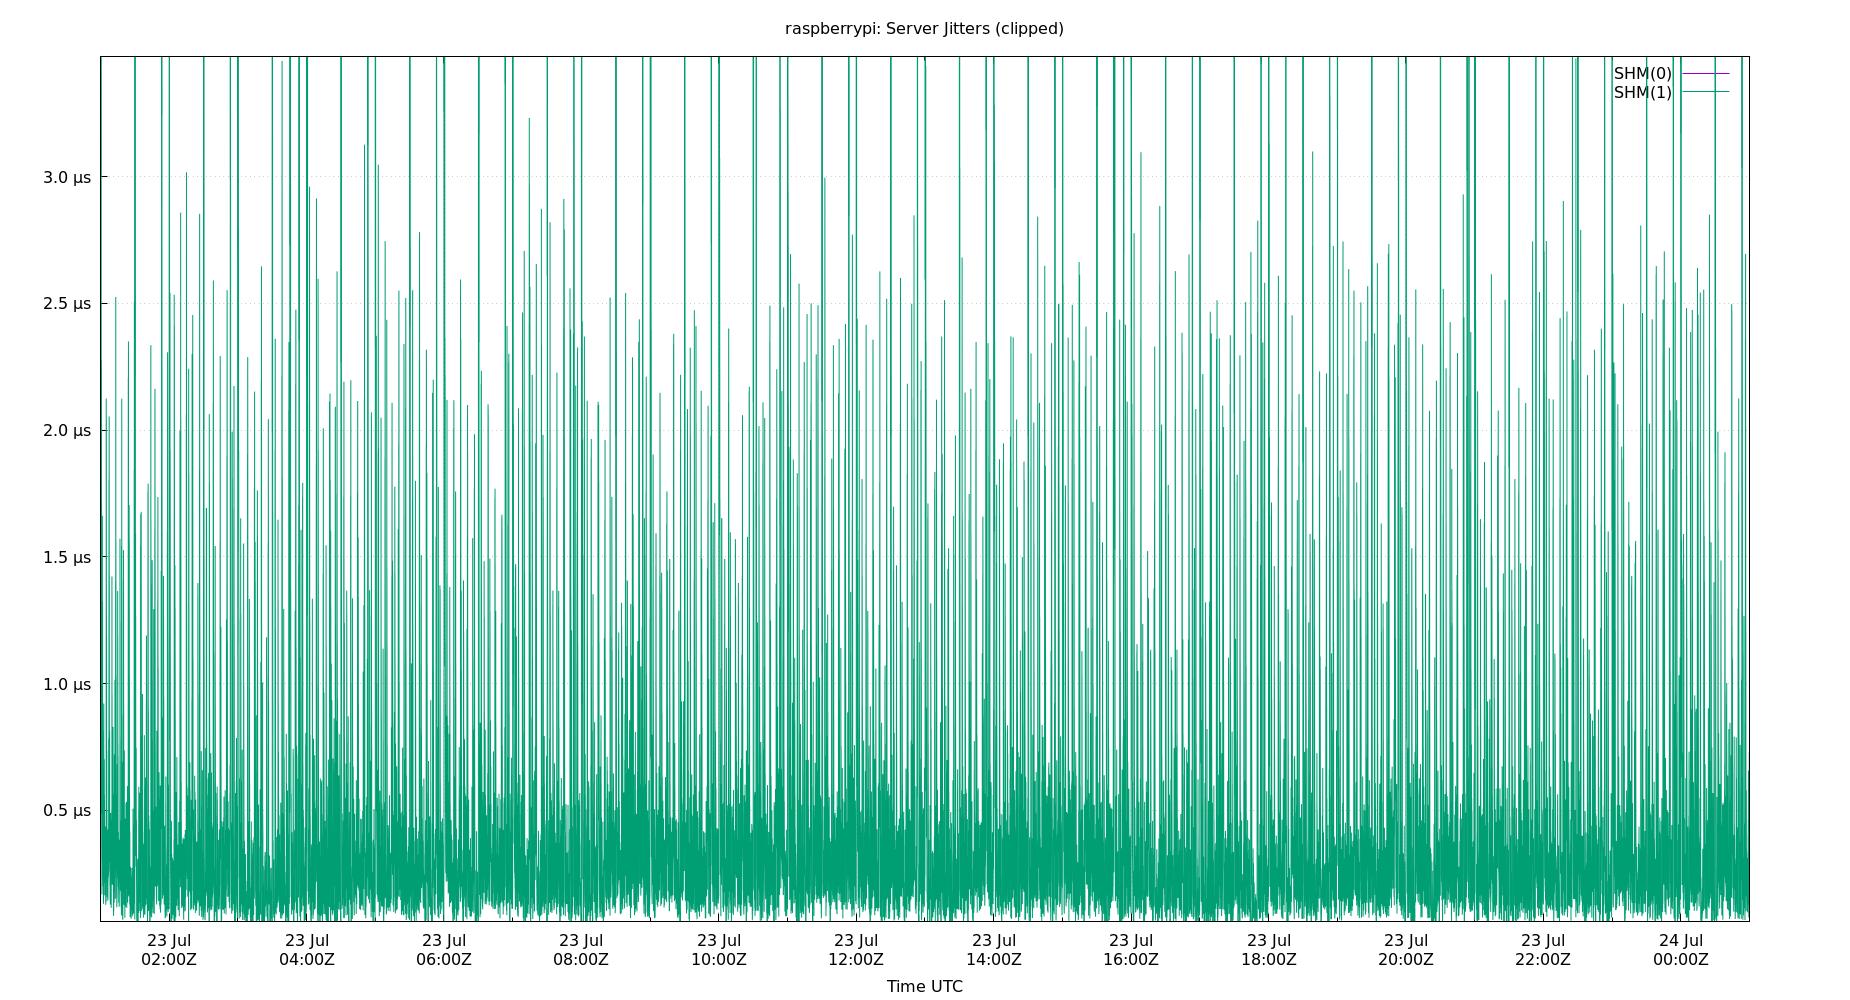 raspberrypi: Server Jitters (clipped)
SHM(0)
SHM(1)
3.0 µs
2.5 µs
2.0 µs
1.5 µs
1.0 µs
0.5 µs
23 Jul 23 Jul 23 Jul 23 Jul 23 Jul 23 Jul 23 Jul 23 Jul 23 Jul 23 Jul 23 Jul 24 Jul
02:00Z 04:00Z 06:00Z 08:00Z 10:00Z 12:00Z 14:00Z 16:00Z 18:00Z 20:00Z 22:00Z 00:00Z
Time UTC